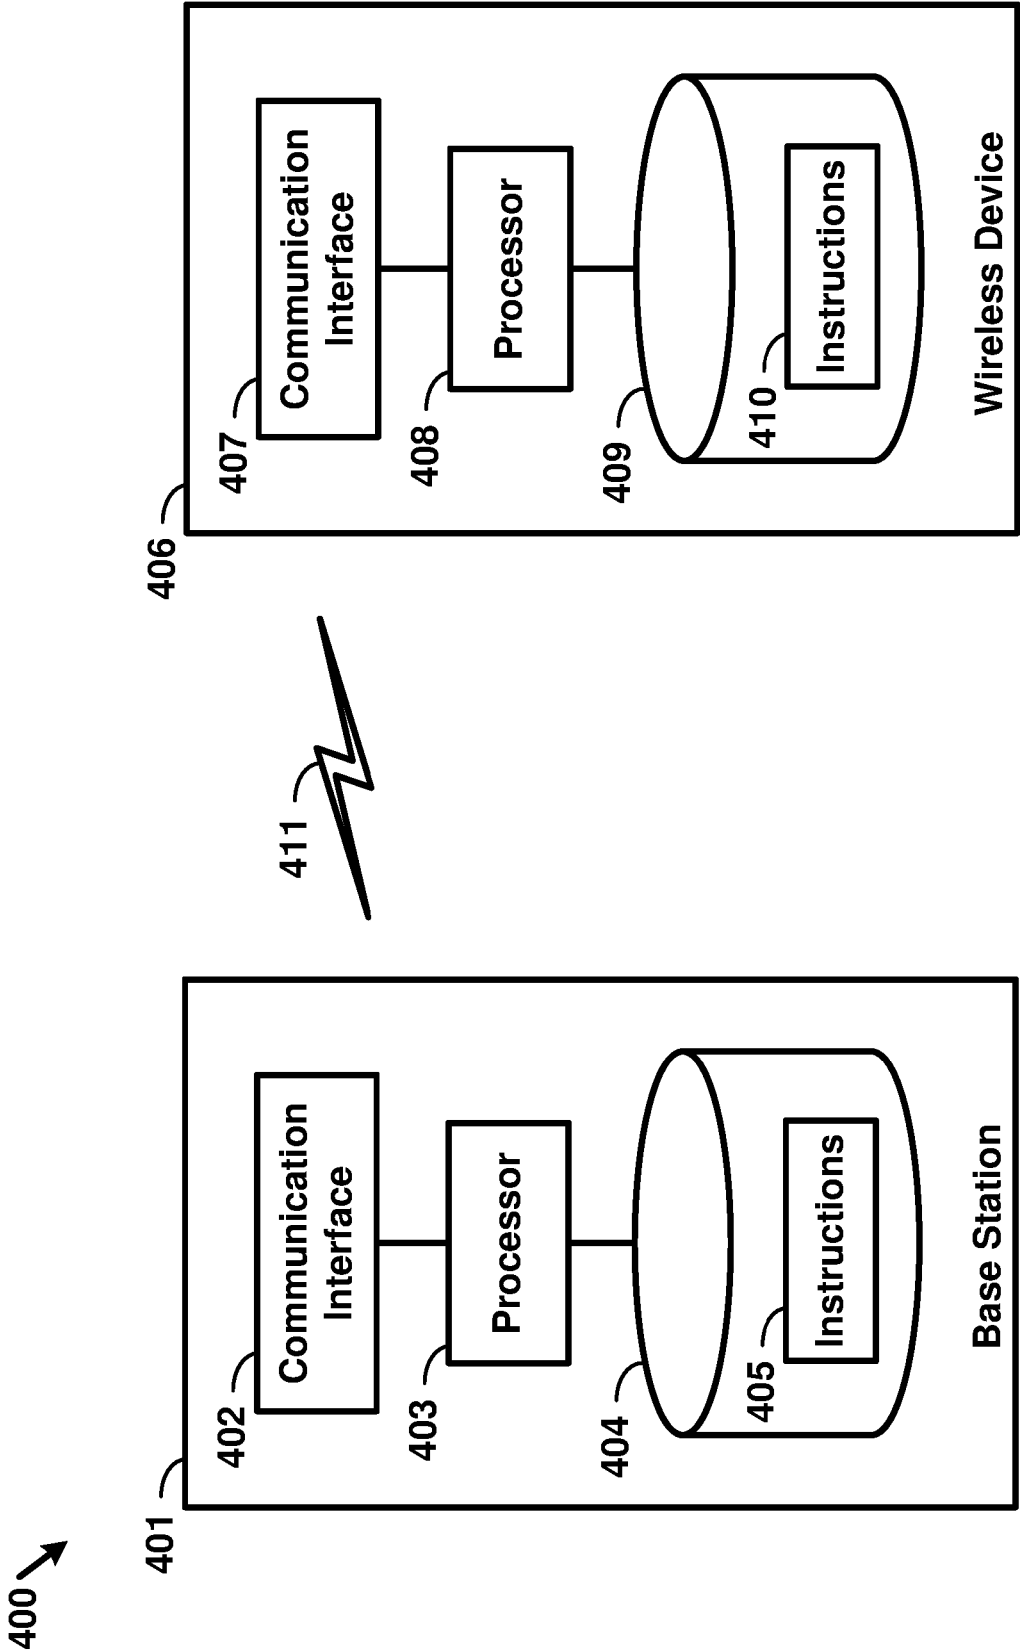 400
401
402
Communication
Interface
403
Processor
404
405
Instructions
Base Station
411
406
407
Communication
Interface
408
Processor
409
410
Instructions
Wireless Device